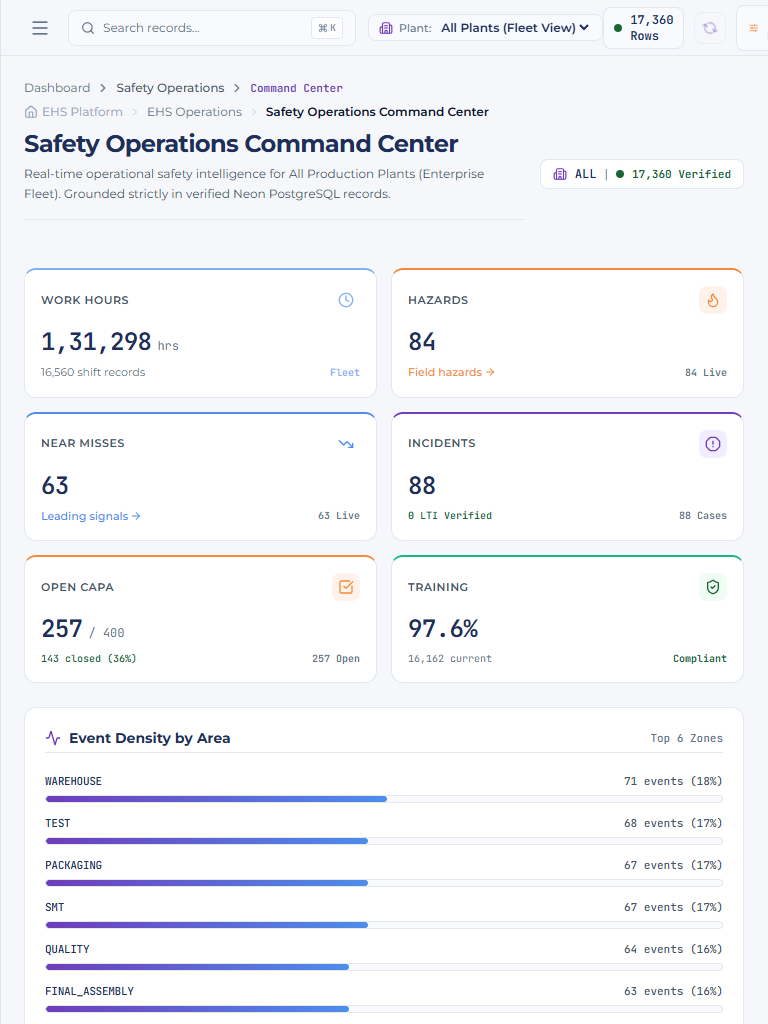 Search records...
⌘ K
Plant: All Plants (Fleet View)
17,360
Rows
Dashboard > Safety Operations > Command Center
EHS Platform > EHS Operations > Safety Operations Command Center
Safety Operations Command Center
Real-time operational safety intelligence for All Production Plants (Enterprise
Fleet). Grounded strictly in verified Neon PostgreSQL records.
ALL | ● 17,360 Verified
WORK HOURS
1,31,298 hrs
16,560 shift records
Fleet
HAZARDS
84
Field hazards →
84 Live
NEAR MISSES
63
Leading signals →
63 Live
INCIDENTS
88
0 LTI Verified
88 Cases
OPEN CAPA
257 / 400
143 closed (36%)
257 Open
TRAINING
97.6%
16,162 current
Compliant
Event Density by Area
Top 6 Zones
WAREHOUSE
71 events (18%)
TEST
68 events (17%)
PACKAGING
67 events (17%)
SMT
67 events (17%)
QUALITY
64 events (16%)
FINAL_ASSEMBLY
63 events (16%)